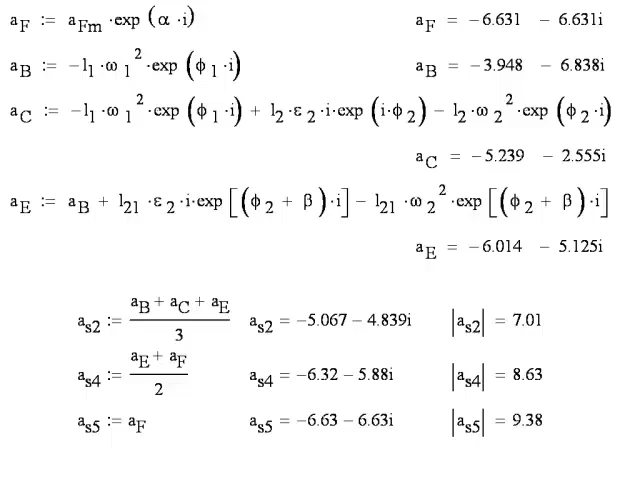 a_F := a_Fm ·exp (α ·i) a_F = −6.631 − 6.631i
a_B := −l_1 ·ω_1^2 ·exp (ϕ_1 ·i) a_B = −3.948 − 6.838i
a_C := −l_1 ·ω_1^2 ·exp (ϕ_1 ·i) + l_2 ·ε_2 ·i·exp (i·ϕ_2) − l_2 ·ω_2^2 ·exp (ϕ_2 ·i)
a_C = −5.239 − 2.555i
a_E := a_B + l_21 ·ε_2 ·i·exp [(ϕ_2 + β) ·i] − l_21 ·ω_2^2 ·exp [(ϕ_2 + β) ·i]
a_E = −6.014 − 5.125i
a_s2 := (a_B + a_C + a_E)/3 a_s2 = −5.067 − 4.839i |a_s2| = 7.01
a_s4 := (a_E + a_F)/2 a_s4 = −6.32 − 5.88i |a_s4| = 8.63
a_s5 := a_F a_s5 = −6.63 − 6.63i |a_s5| = 9.38